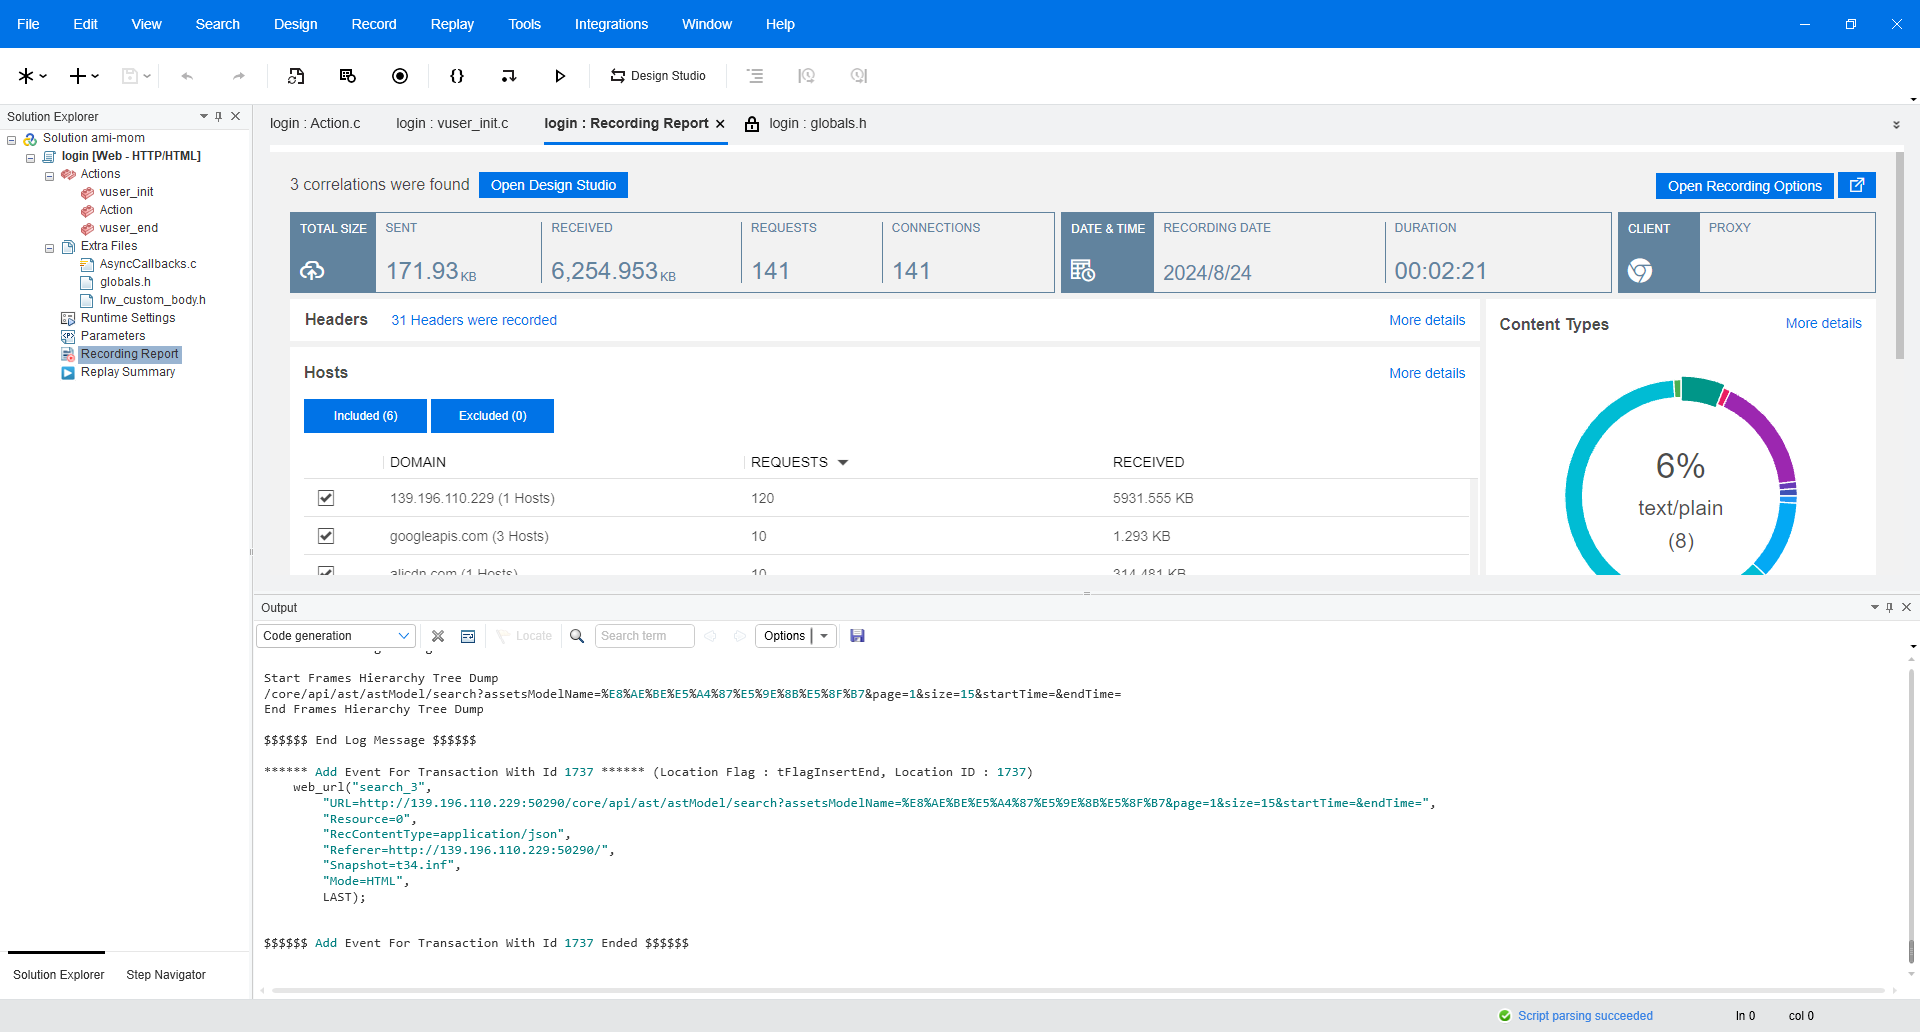 File Edit View Search Design Record Replay Tools Integrations Window Help
Design Studio
Solution Explorer
Solution ami-mom
login [Web - HTTP/HTML]
Actions
vuser_init
Action
vuser_end
Extra Files
AsyncCallbacks.c
globals.h
lrw_custom_body.h
Runtime Settings
Parameters
Recording Report
Replay Summary
Solution Explorer Step Navigator
login : Action.c login : vuser_init.c login : Recording Report login : globals.h
3 correlations were found Open Design Studio Open Recording Options
TOTAL SIZE SENT RECEIVED REQUESTS CONNECTIONS DATE & TIME RECORDING DATE DURATION CLIENT PROXY
171.93 KB 6,254.953 KB 141 141 2024/8/24 00:02:21
Headers 31 Headers were recorded More details
Content Types More details
Hosts More details
Included (6) Excluded (0)
DOMAIN REQUESTS RECEIVED
139.196.110.229 (1 Hosts) 120 5931.555 KB
googleapis.com (3 Hosts) 10 1.293 KB
alicdn.com (1 Hosts) 10 314.481 KB
6%
text/plain
(8)
Output
Code generation Locate Search term Options
Start Frames Hierarchy Tree Dump
/core/api/ast/astModel/search?assetsModelName=%E8%AE%BE%E5%A4%87%E5%9E%8B%E5%8F%B7&page=1&size=15&startTime=&endTime=
End Frames Hierarchy Tree Dump
$$$$$$ End Log Message $$$$$$
****** Add Event For Transaction With Id 1737 ****** (Location Flag : tFlagInsertEnd, Location ID : 1737)
web_url("search_3",
"URL=http://139.196.110.229:50290/core/api/ast/astModel/search?assetsModelName=%E8%AE%BE%E5%A4%87%E5%9E%8B%E5%8F%B7&page=1&size=15&startTime=&endTime=",
"Resource=0",
"RecContentType=application/json",
"Referer=http://139.196.110.229:50290/",
"Snapshot=t34.inf",
"Mode=HTML",
LAST);
$$$$$$ Add Event For Transaction With Id 1737 Ended $$$$$$
Script parsing succeeded ln 0 col 0